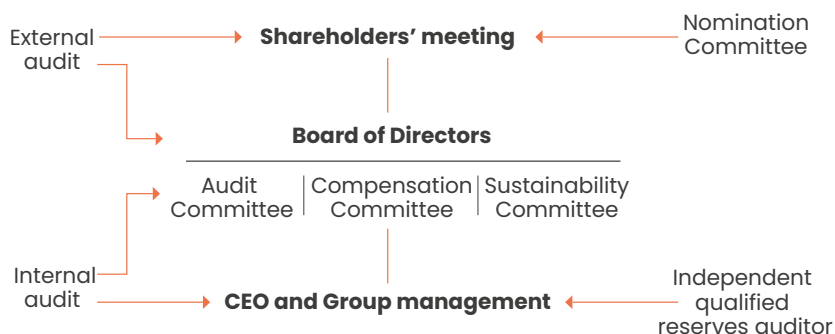 External
audit
Shareholders’ meeting
Nomination
Committee
Board of Directors
Audit
Committee
Compensation
Committee
Sustainability
Committee
Internal
audit
CEO and Group management
Independent
qualified
reserves auditor